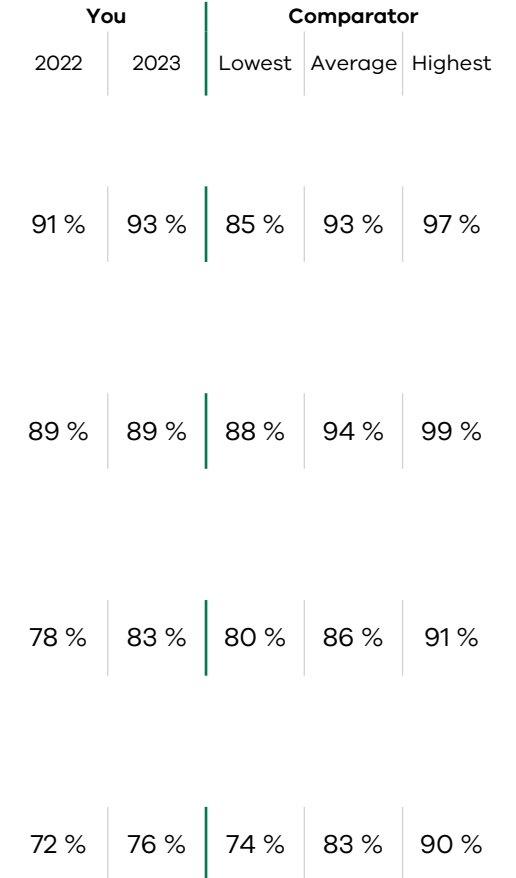 You Comparator
2022 2023 Lowest Average Highest
91 % 93 % 85 % 93 % 97 %
89 % 89 % 88 % 94 % 99 %
78 % 83 % 80 % 86 % 91 %
72 % 76 % 74 % 83 % 90 %